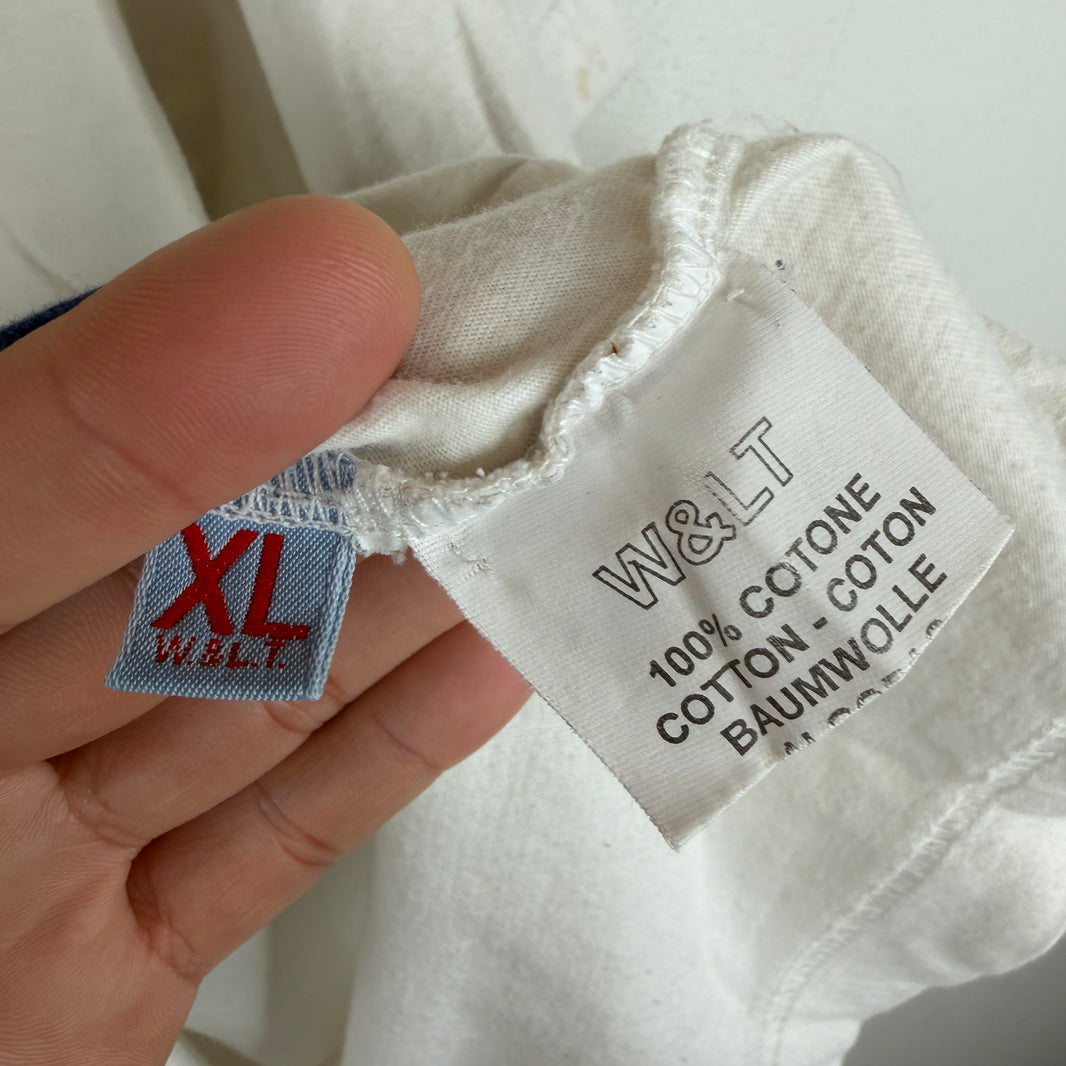 XL
W.&L.T.
W&LT
100% COTONE
COTTON - COTON
BAUMWOLLE